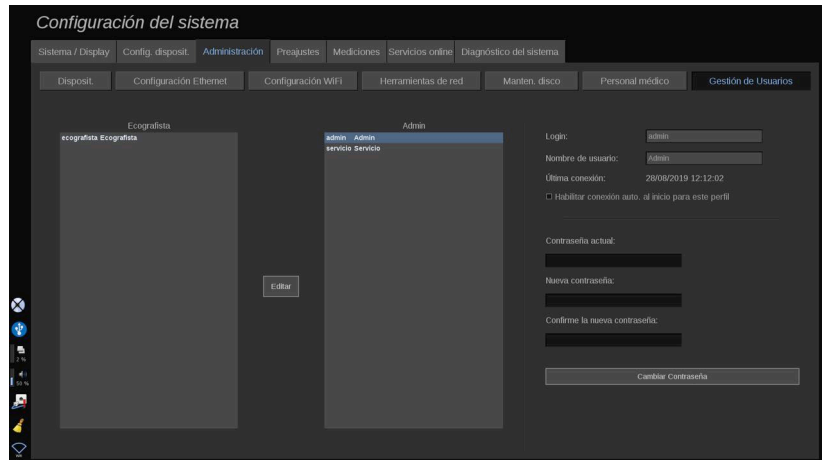 Configuración del sistema
Sistema / Display Config. disposit. Administración Preajustes Mediciones Servicios online Diagnóstico del sistema
Disposit. Configuración Ethernet Configuración WiFi Herramientas de red Manten. disco Personal médico Gestión de Usuarios
Ecografista Admin
ecografista Ecografista
admin Admin
servicio Servicio
Login: admin
Nombre de usuario: Admin
Última conexión: 28/08/2019 12:12:02
Habilitar conexión auto. al inicio para este perfil
Contraseña actual:
Editar
Nueva contraseña:
Confirme la nueva contraseña:
Cambiar Contraseña
2 %
50 %